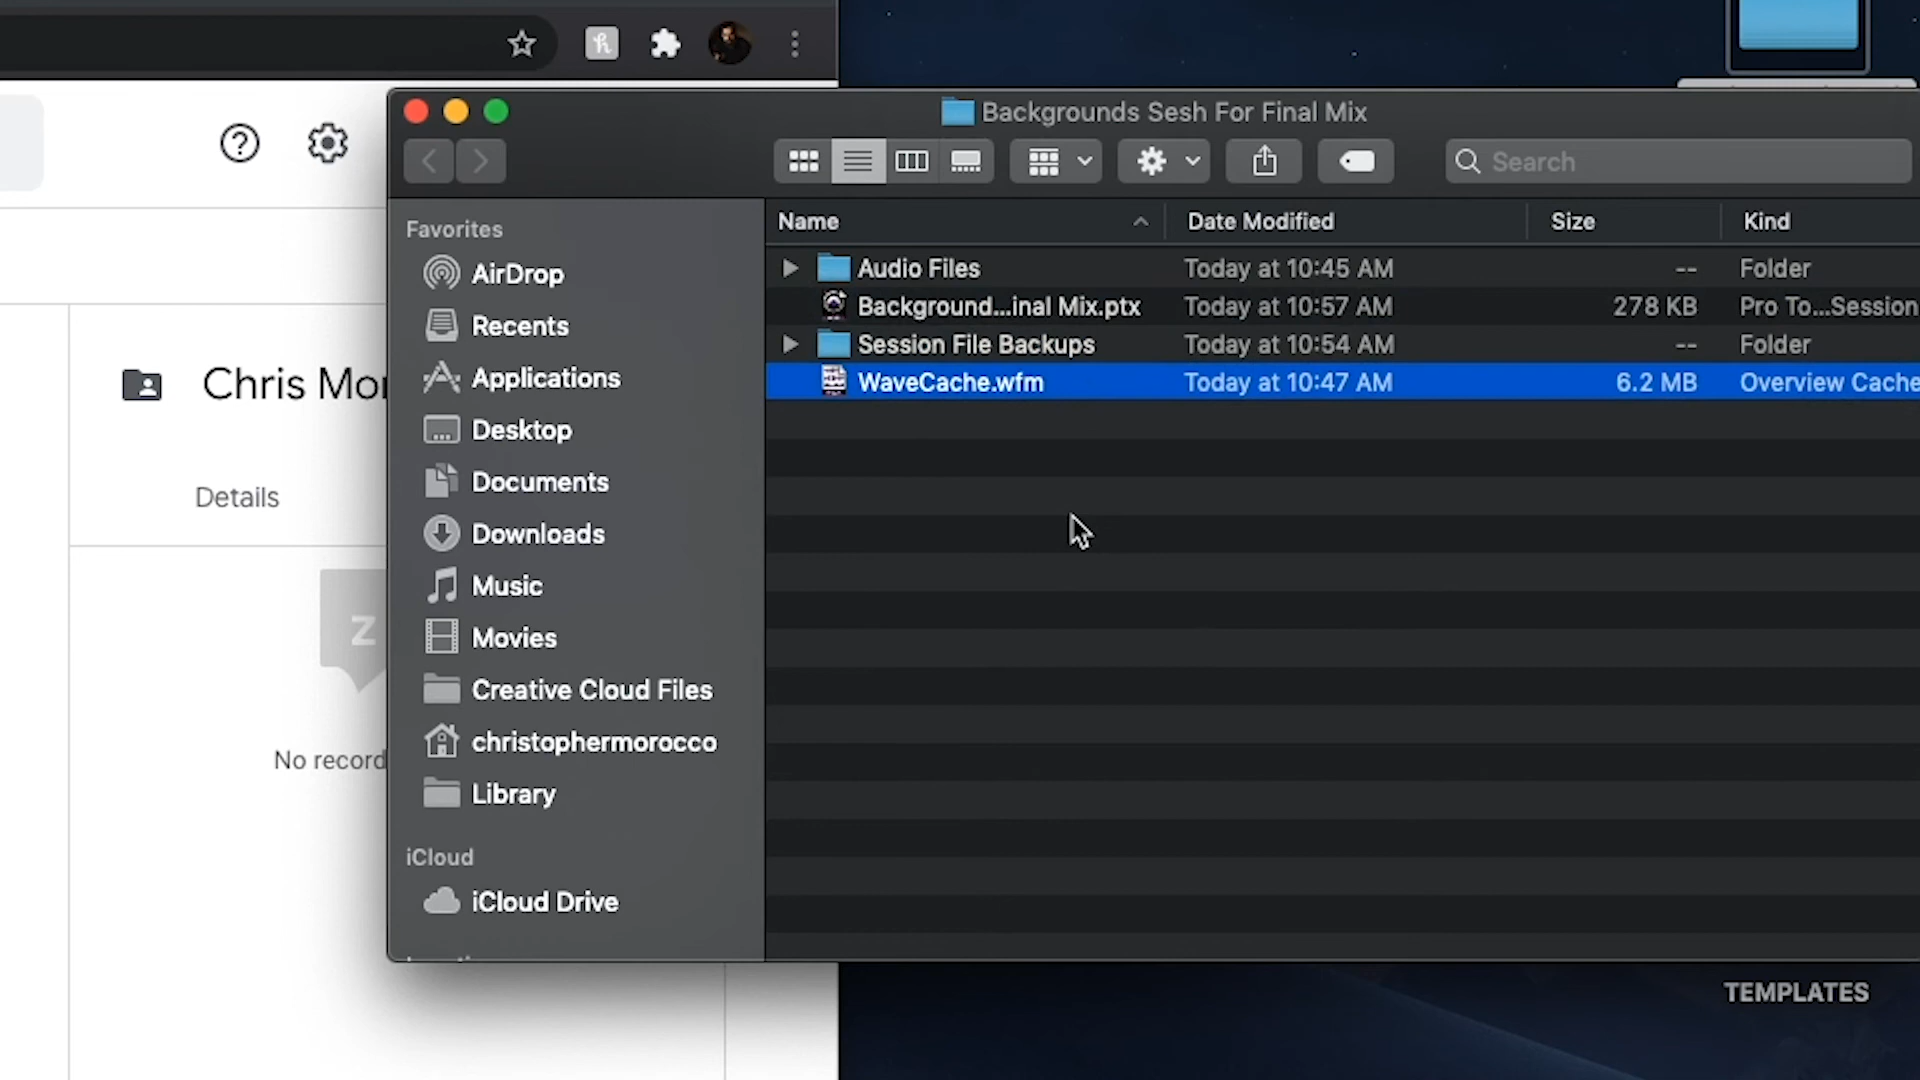 Backgrounds Sesh For Final Mix
Search
Favorites
AirDrop
Recents
Applications
Desktop
Documents
Downloads
Music
Movies
Creative Cloud Files
christophermorocco
Library
iCloud
iCloud Drive
Name Date Modified Size Kind
Audio Files Today at 10:45 AM -- Folder
Background...inal Mix.ptx Today at 10:57 AM 278 KB Pro To...Session
Session File Backups Today at 10:54 AM -- Folder
WaveCache.wfm Today at 10:47 AM 6.2 MB Overview Cache
Chris Mor
Details
Z
No record
TEMPLATES